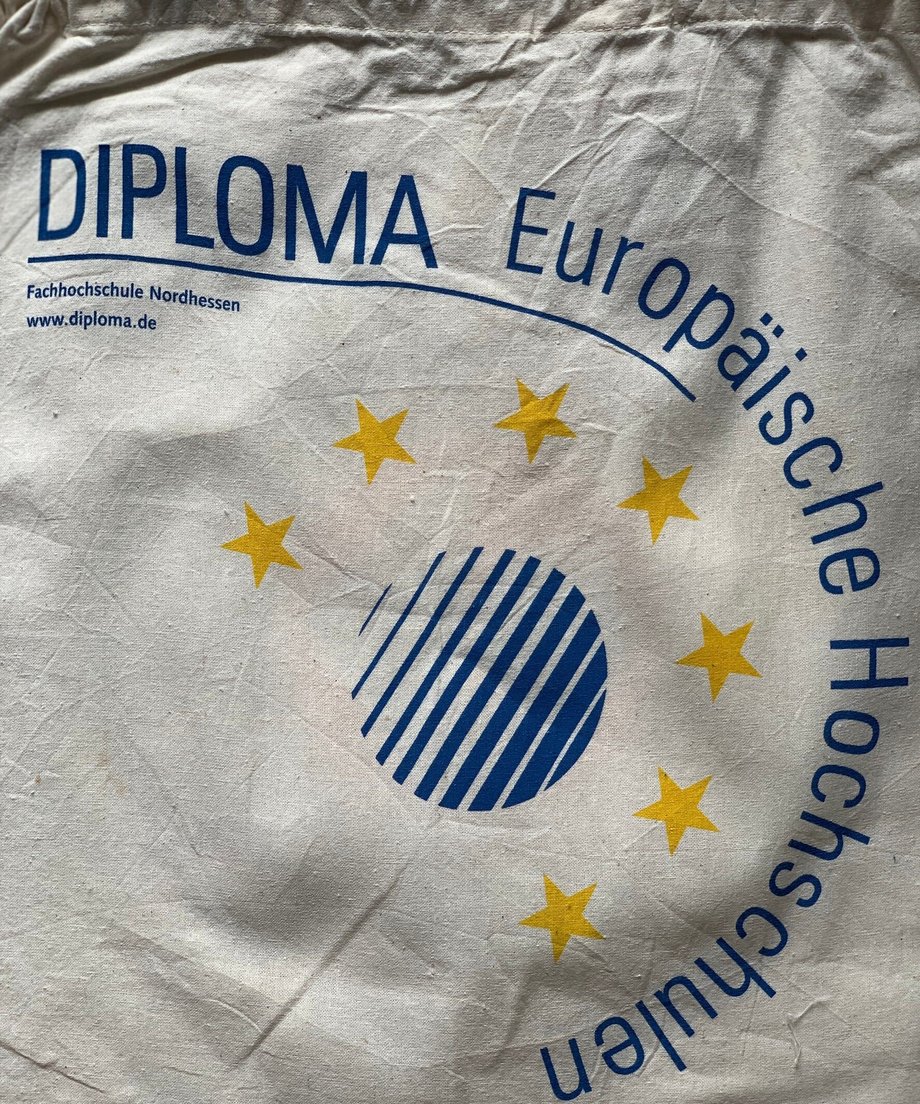 DIPLOMA Europäische Hochschulen
Fachhochschule Nordhessen
www.diploma.de